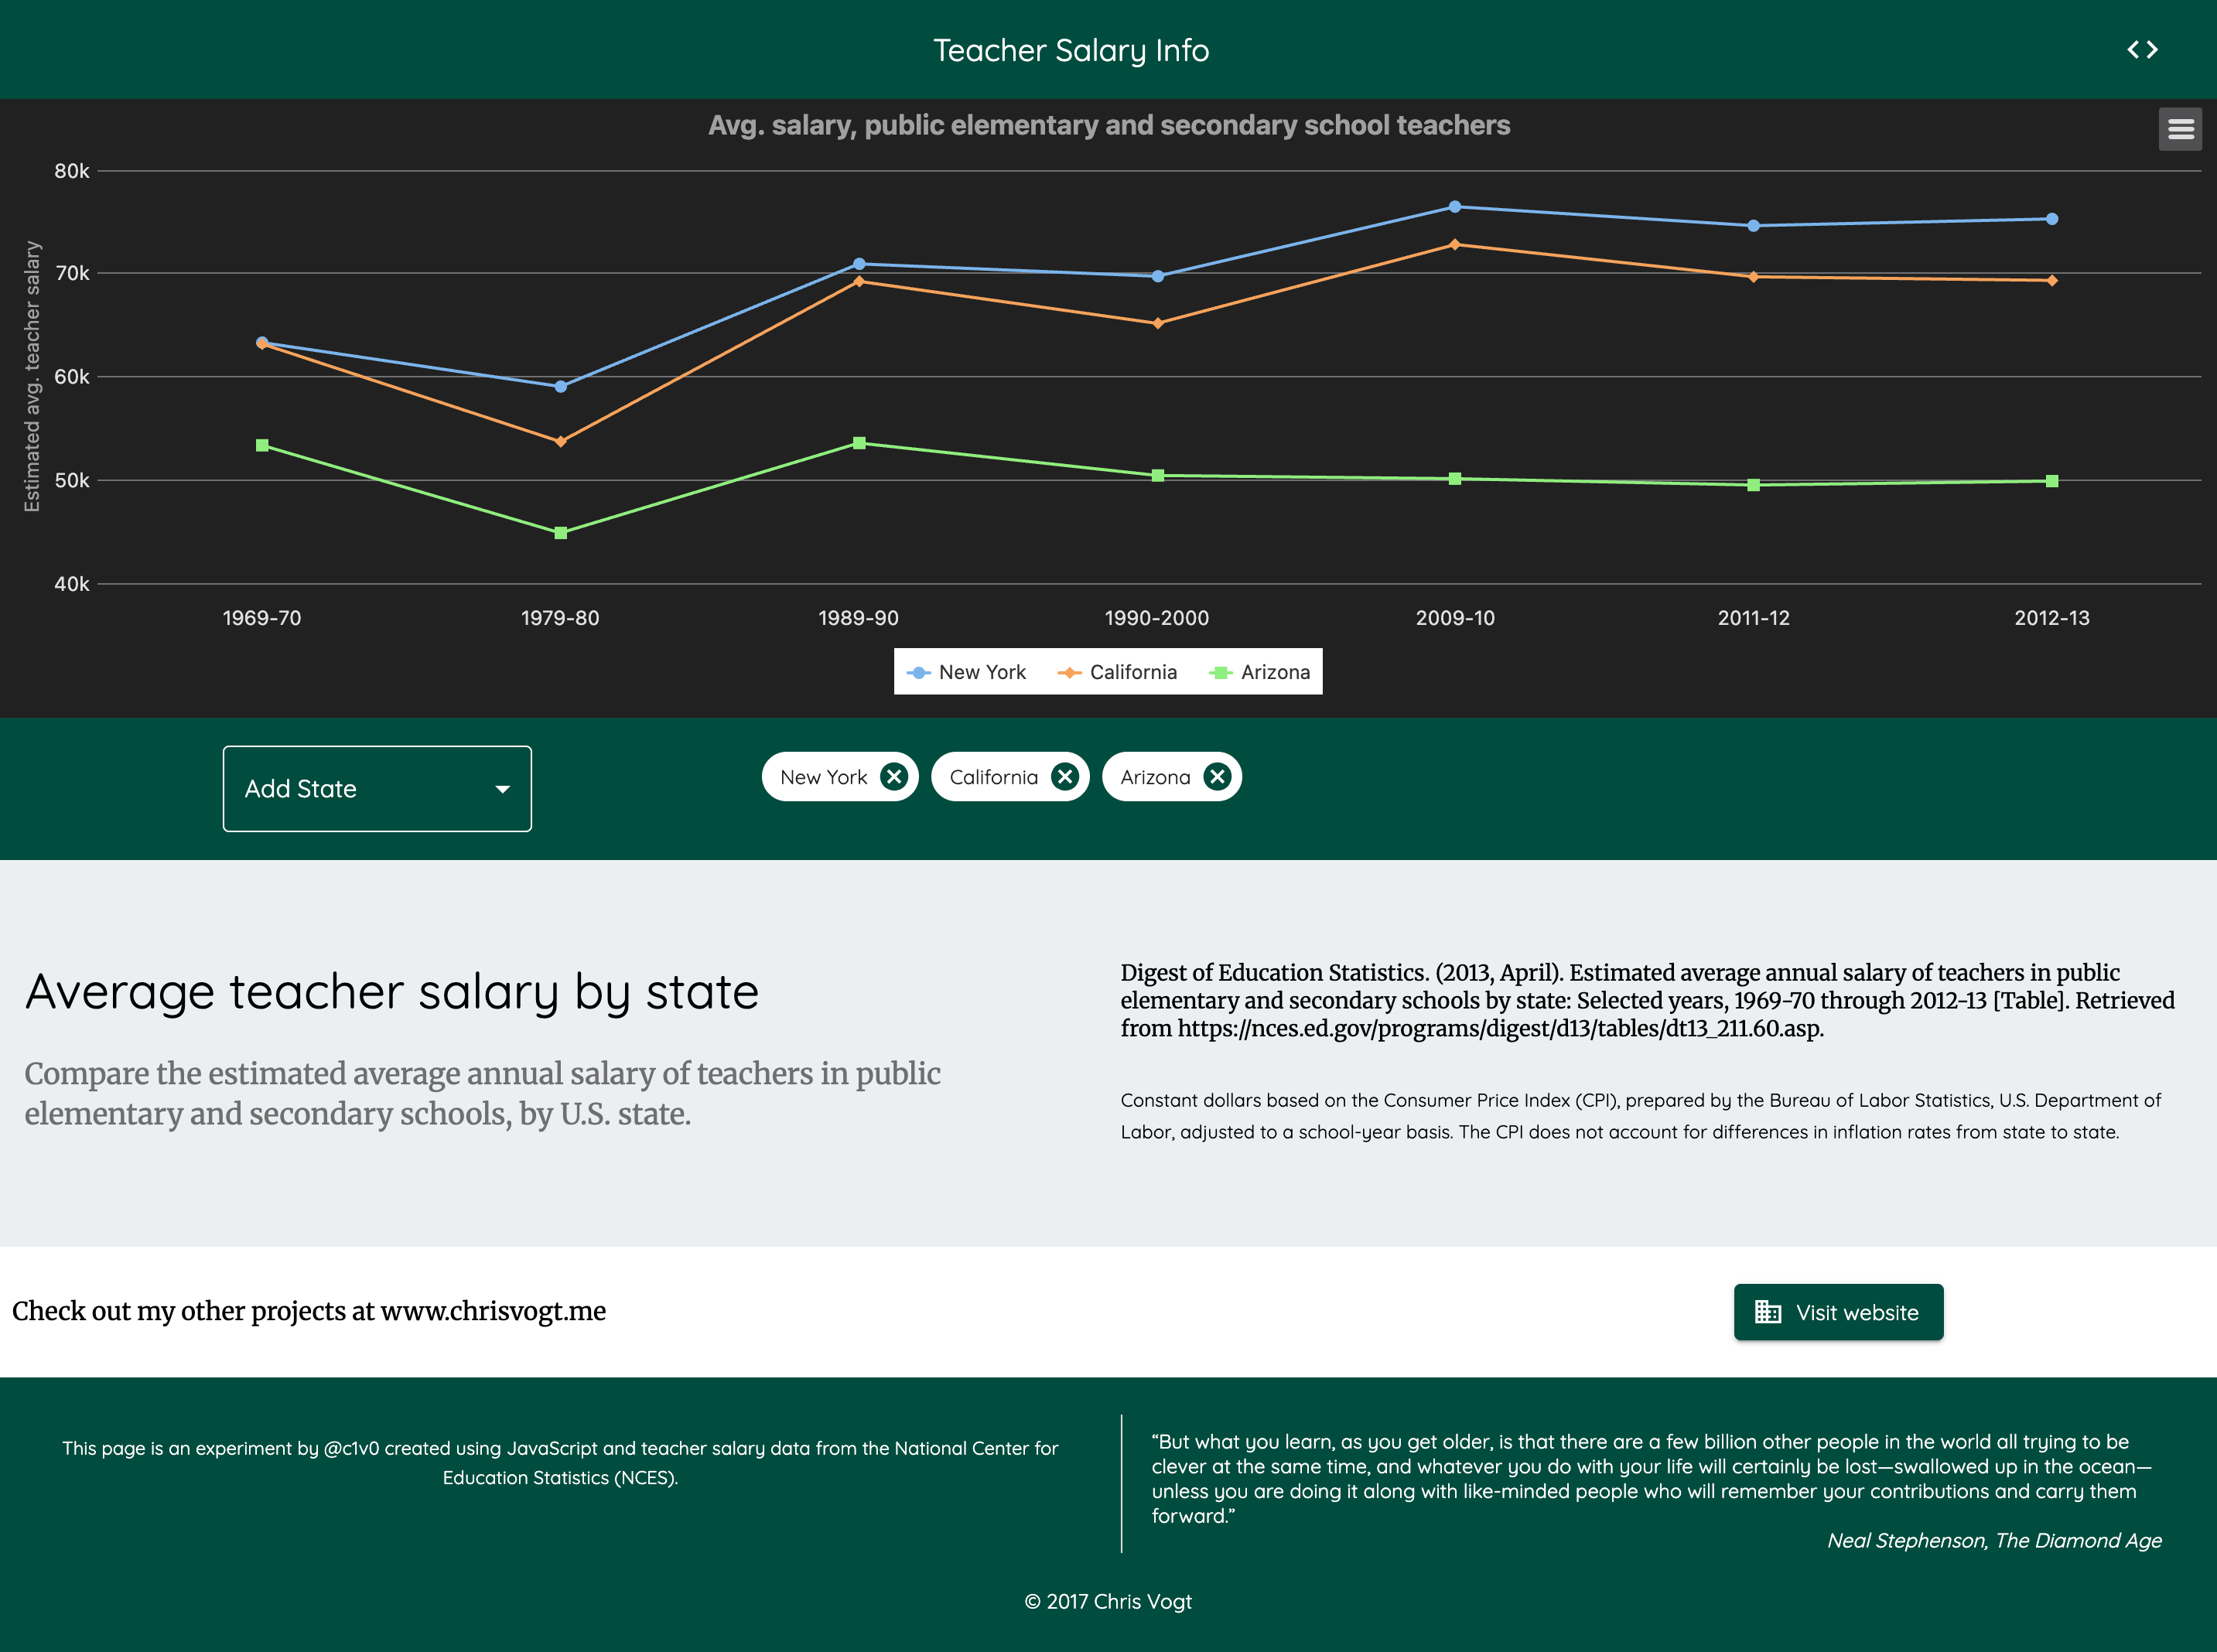 Teacher Salary Info
Avg. salary, public elementary and secondary school teachers
Estimated avg. teacher salary
80k
70k
60k
50k
40k
1969-70 1979-80 1989-90 1990-2000 2009-10 2011-12 2012-13
New York California Arizona
Add State
New York California Arizona
Average teacher salary by state
Compare the estimated average annual salary of teachers in public
elementary and secondary schools, by U.S. state.
Digest of Education Statistics. (2013, April). Estimated average annual salary of teachers in public
elementary and secondary schools by state: Selected years, 1969-70 through 2012-13 [Table]. Retrieved
from https://nces.ed.gov/programs/digest/d13/tables/dt13_211.60.asp.
Constant dollars based on the Consumer Price Index (CPI), prepared by the Bureau of Labor Statistics, U.S. Department of
Labor, adjusted to a school-year basis. The CPI does not account for differences in inflation rates from state to state.
Check out my other projects at www.chrisvogt.me
Visit website
This page is an experiment by @c1v0 created using JavaScript and teacher salary data from the National Center for
Education Statistics (NCES).
“But what you learn, as you get older, is that there are a few billion other people in the world all trying to be
clever at the same time, and whatever you do with your life will certainly be lost—swallowed up in the ocean—
unless you are doing it along with like-minded people who will remember your contributions and carry them
forward.”
Neal Stephenson, The Diamond Age
© 2017 Chris Vogt